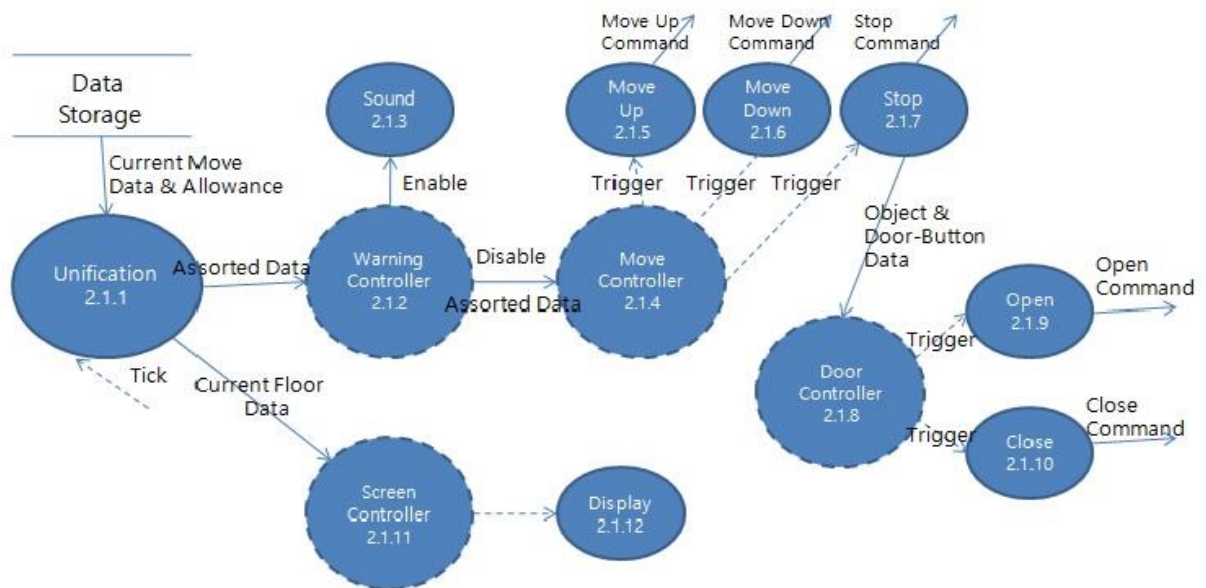 Data
Storage
Current Move
Data & Allowance
Unification
2.1.1
Tick
Assorted Data
Current Floor
Data
Sound
2.1.3
Enable
Warning
Controller
2.1.2
Disable
Assorted Data
Move Up
Command
Move Down
Command
Stop
Command
Move
Up
2.1.5
Move
Down
2.1.6
Stop
2.1.7
Trigger
Trigger
Trigger
Move
Controller
2.1.4
Object &
Door-Button
Data
Door
Controller
2.1.8
Trigger
Trigger
Open
2.1.9
Open
Command
Close
2.1.10
Close
Command
Screen
Controller
2.1.11
Display
2.1.12